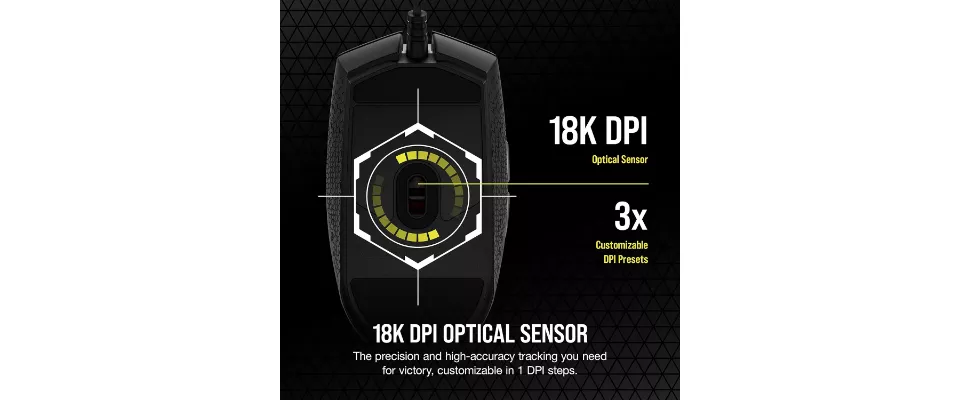 18K DPI
Optical Sensor
3x
Customizable
DPI Presets
18K DPI OPTICAL SENSOR
The precision and high-accuracy tracking you need
for victory, customizable in 1 DPI steps.